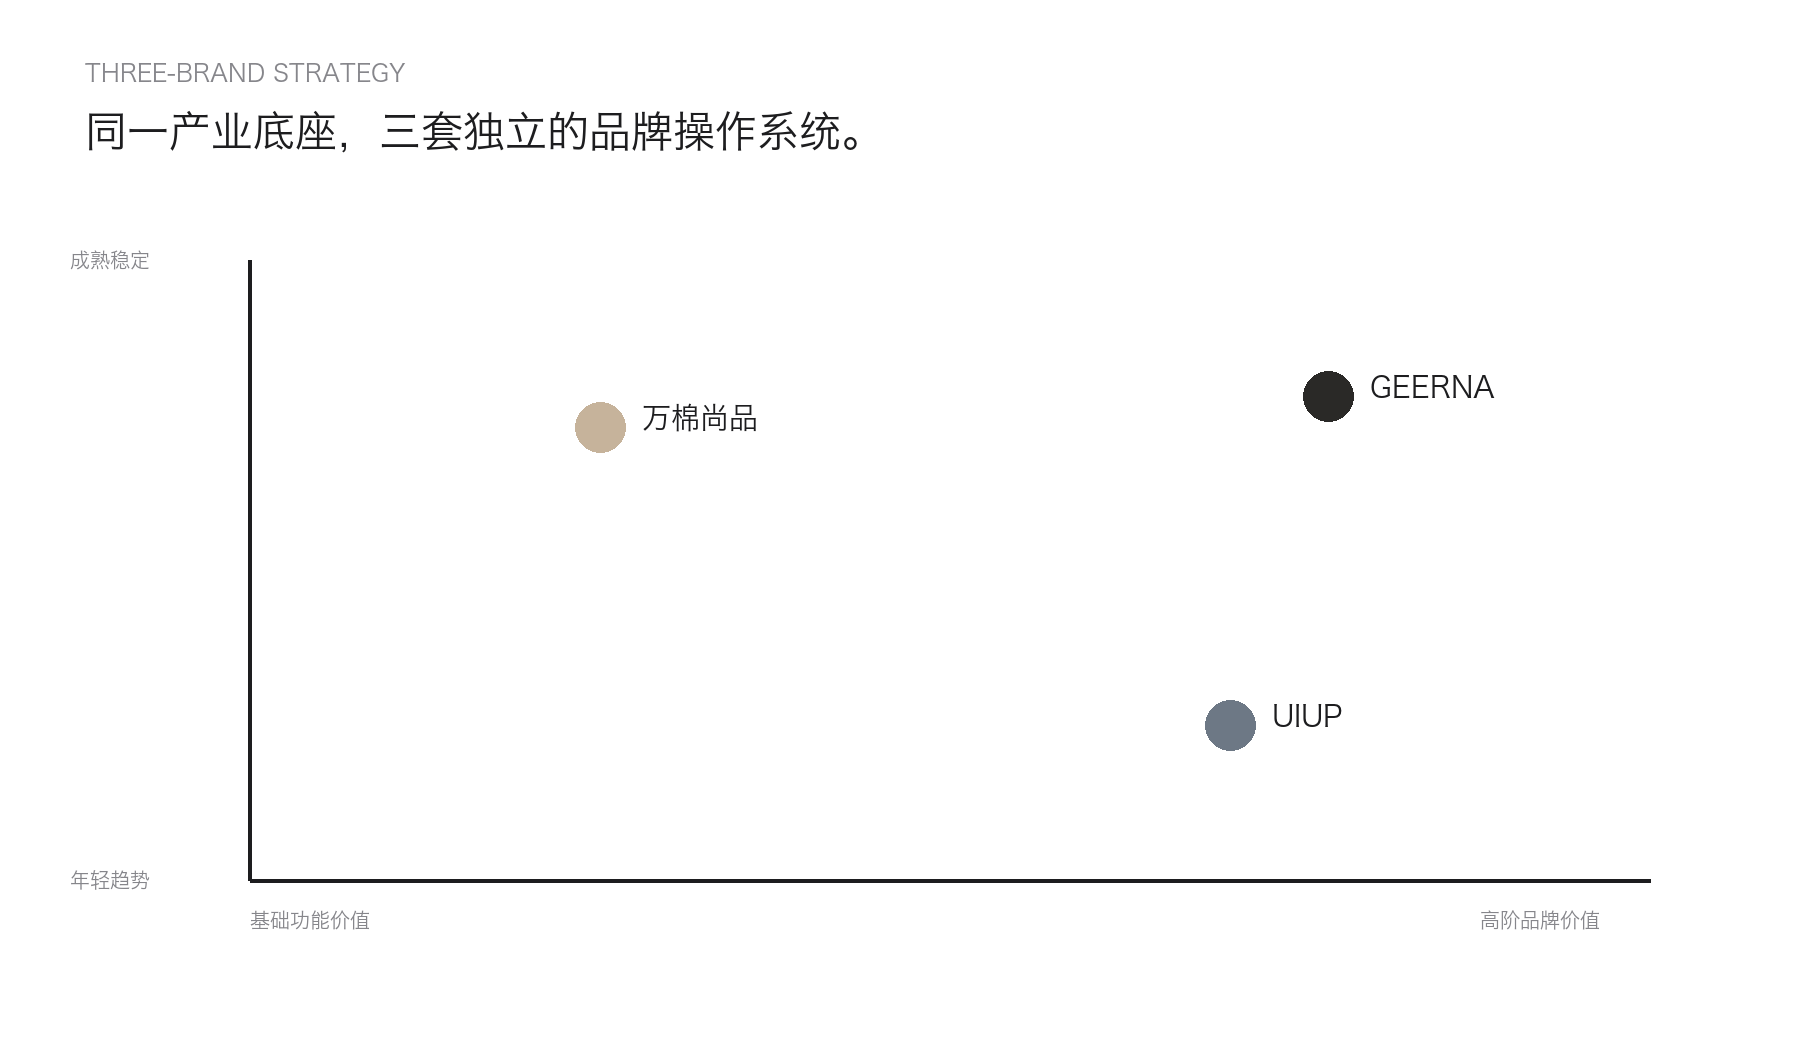 THREE-BRAND STRATEGY
同一产业底座，三套独立的品牌操作系统。
成熟稳定
GEERNA
万棉尚品
UIUP
年轻趋势
基础功能价值
高阶品牌价值